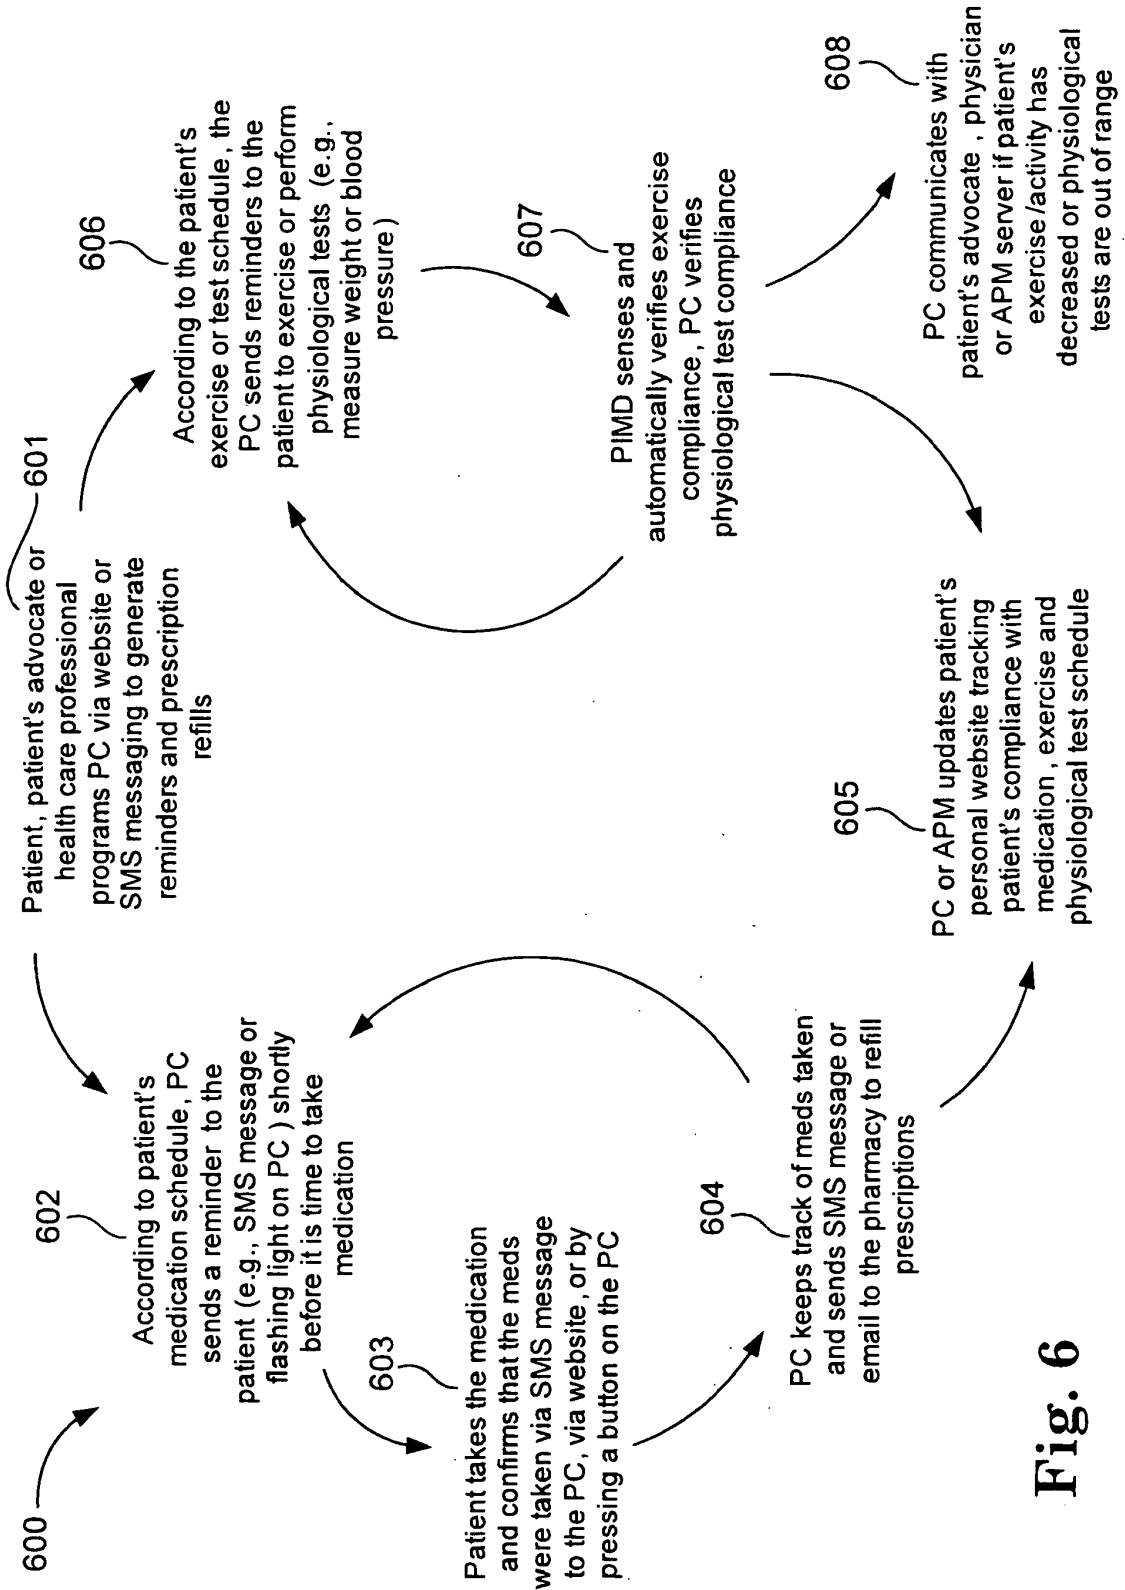 600
601
Patient, patient's advocate or
health care professional
programs PC via website or
SMS messaging to generate
reminders and prescription
refills
602
According to patient's
medication schedule, PC
sends a reminder to the
patient (e.g., SMS message or
flashing light on PC ) shortly
before it is time to take
medication
603
Patient takes the medication
and confirms that the meds
were taken via SMS message
to the PC, via website, or by
pressing a button on the PC
604
PC keeps track of meds taken
and sends SMS message or
email to the pharmacy to refill
prescriptions
605
PC or APM updates patient's
personal website tracking
patient's compliance with
medication , exercise and
physiological test schedule
606
According to the patient's
exercise or test schedule, the
PC sends reminders to the
patient to exercise or perform
physiological tests (e.g.,
measure weight or blood
pressure)
607
PIMD senses and
automatically verifies exercise
compliance, PC verifies
physiological test compliance
608
PC communicates with
patient's advocate , physician
or APM server if patient's
exercise /activity has
decreased or physiological
tests are out of range
Fig. 6